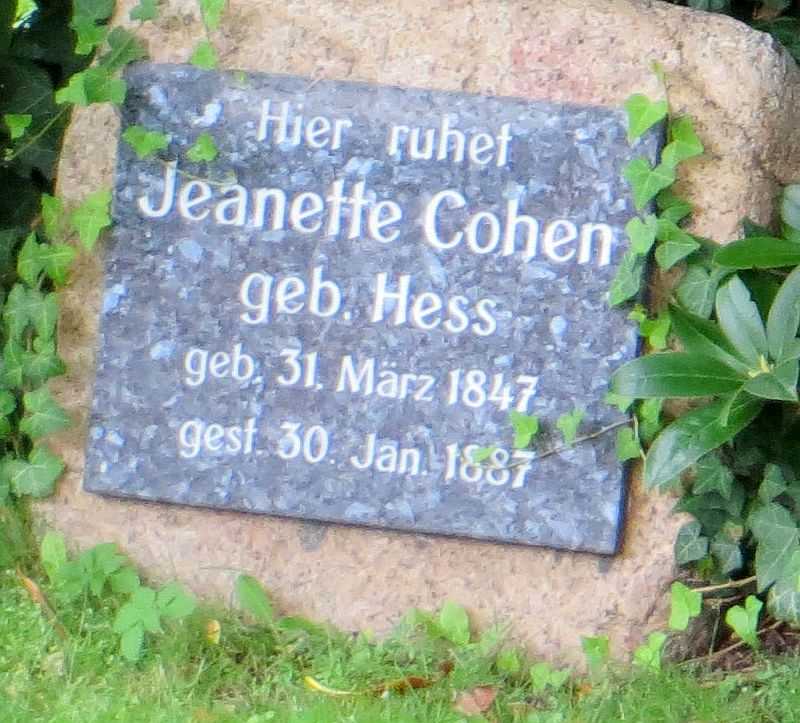 Hier ruhet
Jeanette Cohen
geb. Hess
geb. 31. März 1847
gest. 30. Jan. 1887